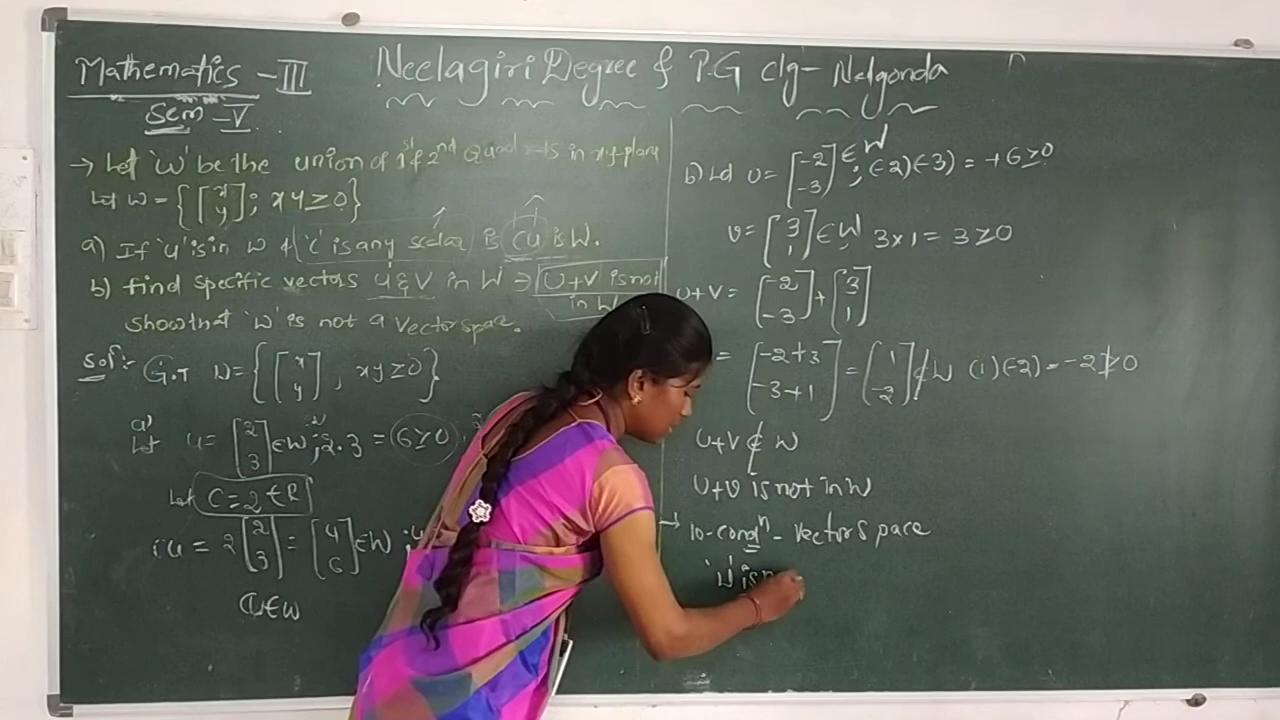 Mathematics - III
Sem - V
Neelagiri Degree & P.G clg - Nalgonda
→ Let 'W' be the union of 1st & 2nd Quadrants in xy-plane
Let W = { [x y] ; xy ≥ 0 }
a) If 'u' is in W & 'c' is any scalar is cu is W.
b) find specific vectors u & V in W ∋ U+V is not
in W
Show that 'W' is not a Vector space.
Sol:- G.T W = { [x y] , xy ≥ 0 }
a)
Let u = [2 3] ∈ W ; 2.3 = 6 ≥ 0
Let C = 2 ∈ R
cu = 2 [2 3] = [4 6] ∈ W ;
CU ∈ W
b) Let U = [-2 -3] ∈ W ; (-2)(-3) = +6 ≥ 0
V = [3 1] ∈ W 3x1 = 3 ≥ 0
U+V = [-2 -3] + [3 1]
= [-2+3 -3+1] = [1 -2] ∉ W (1)(-2) = -2 ≱ 0
U+V ∉ W
U+V is not in W
→ 10-condn - Vector space
'W' is n